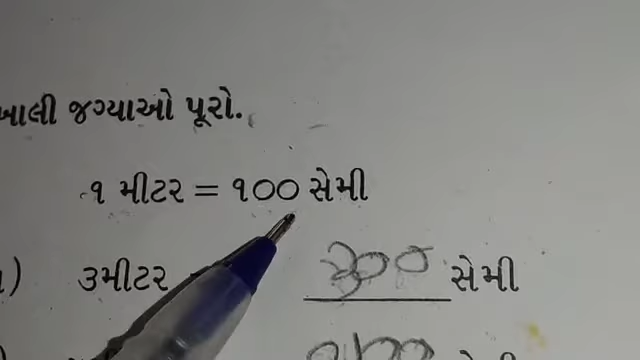 ખાલી જગ્યાઓ પૂરો.
૧ મીટર = ૧૦૦ સેમી
૩મીટર ૩૦૦ સેમી